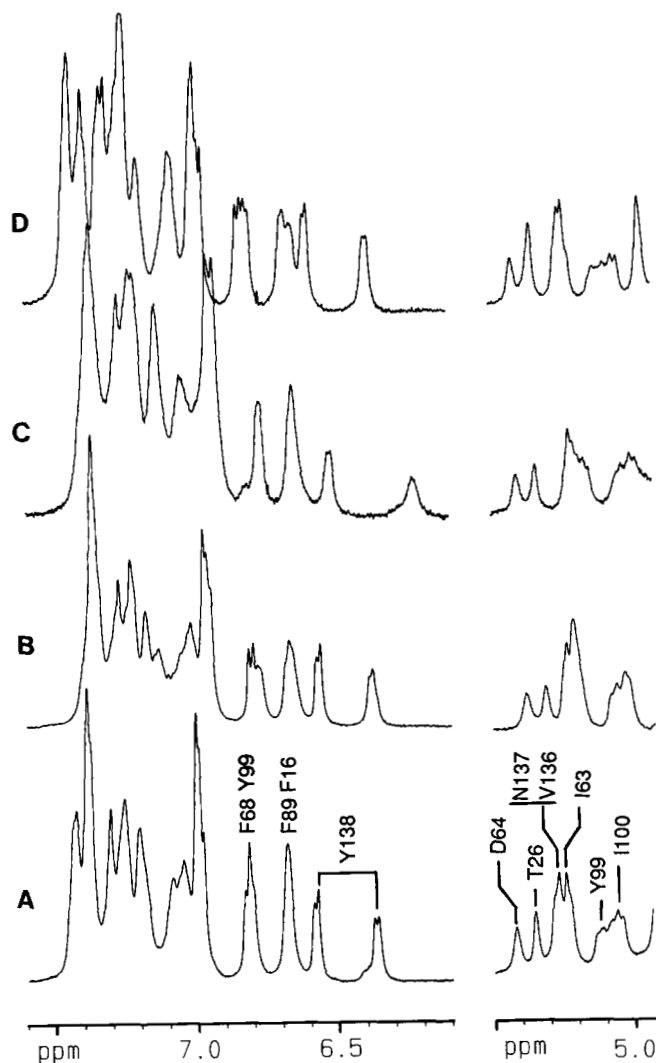 D
C
B
A
F68 Y99
F89 F16
Y138
D64
T26
N137
V136
I63
Y99
I100
ppm 7.0 6.5
ppm 5.0